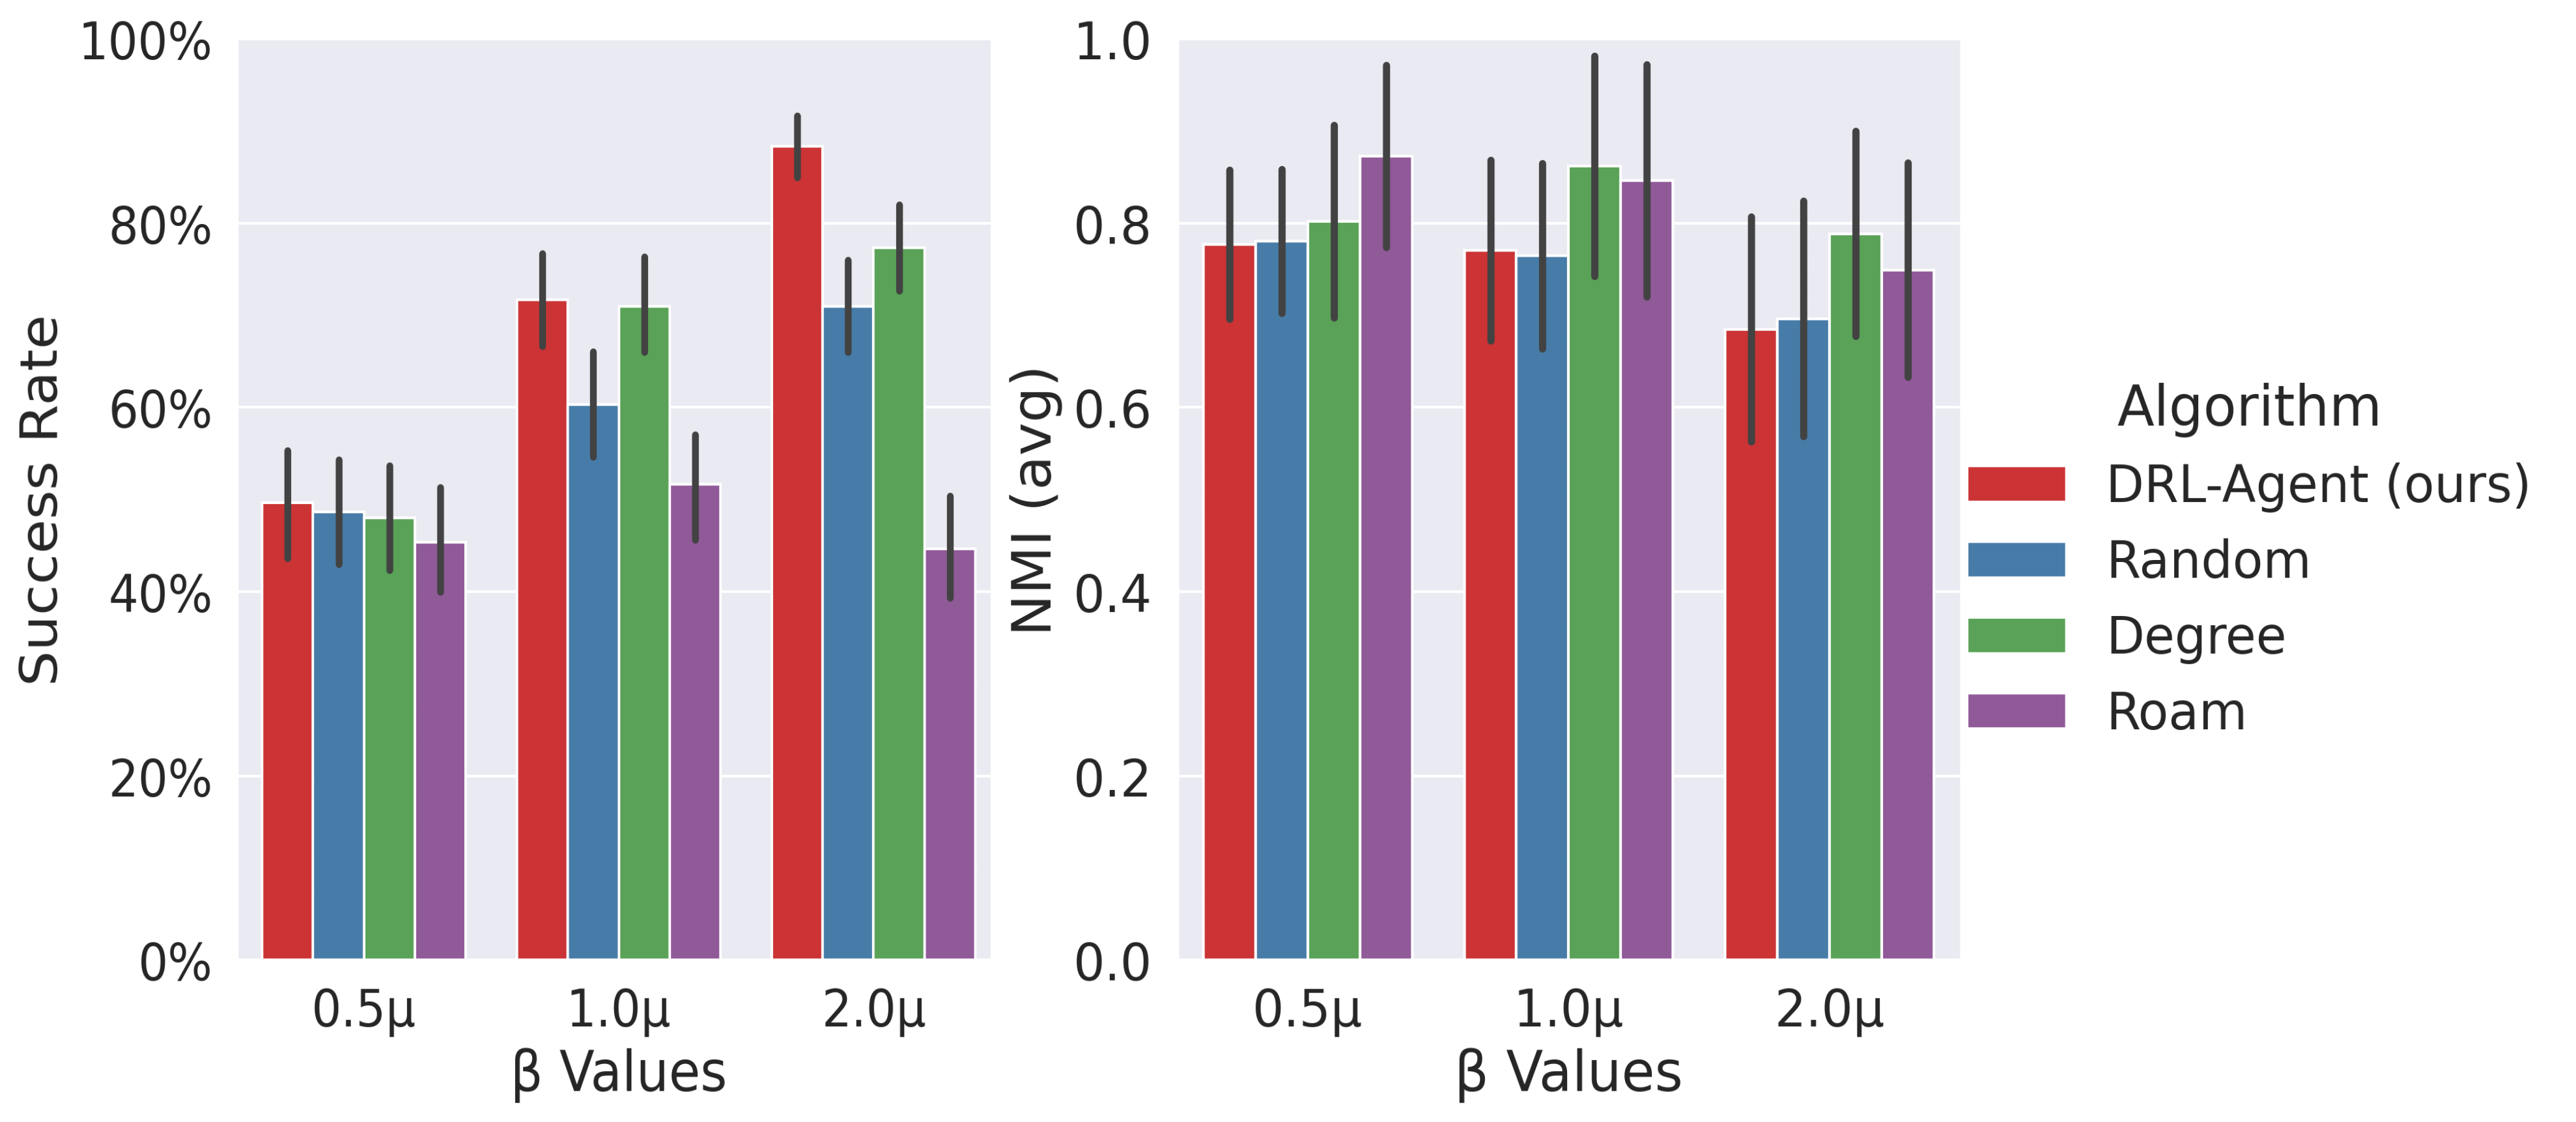 100%
80%
60%
40%
20%
0%
Success Rate
0.5μ 1.0μ 2.0μ
β Values
1.0
0.8
0.6
0.4
0.2
0.0
NMI (avg)
0.5μ 1.0μ 2.0μ
β Values
Algorithm
DRL-Agent (ours)
Random
Degree
Roam